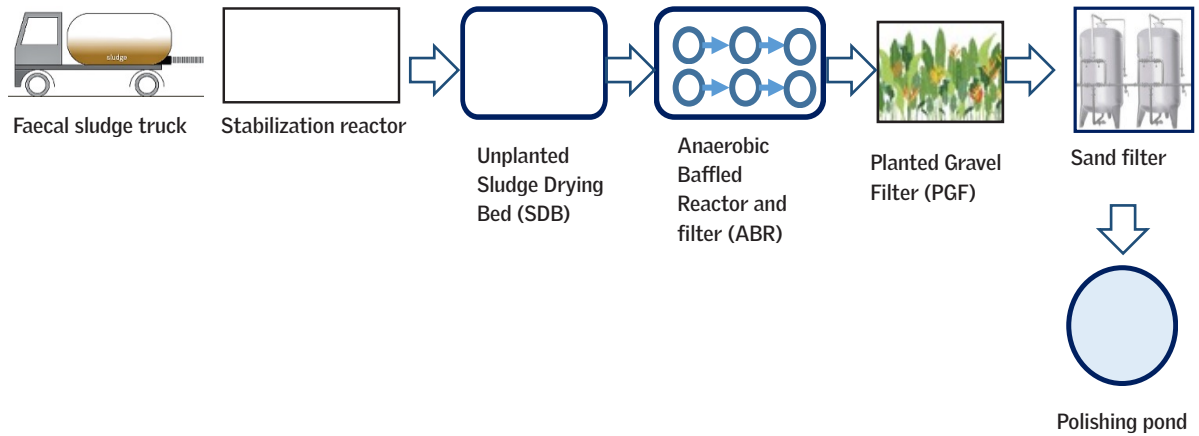 sludge
Faecal sludge truck
Stabilization reactor
Unplanted
Sludge Drying
Bed (SDB)
Anaerobic
Baffled
Reactor and
filter (ABR)
Planted Gravel
Filter (PGF)
Sand filter
Polishing pond